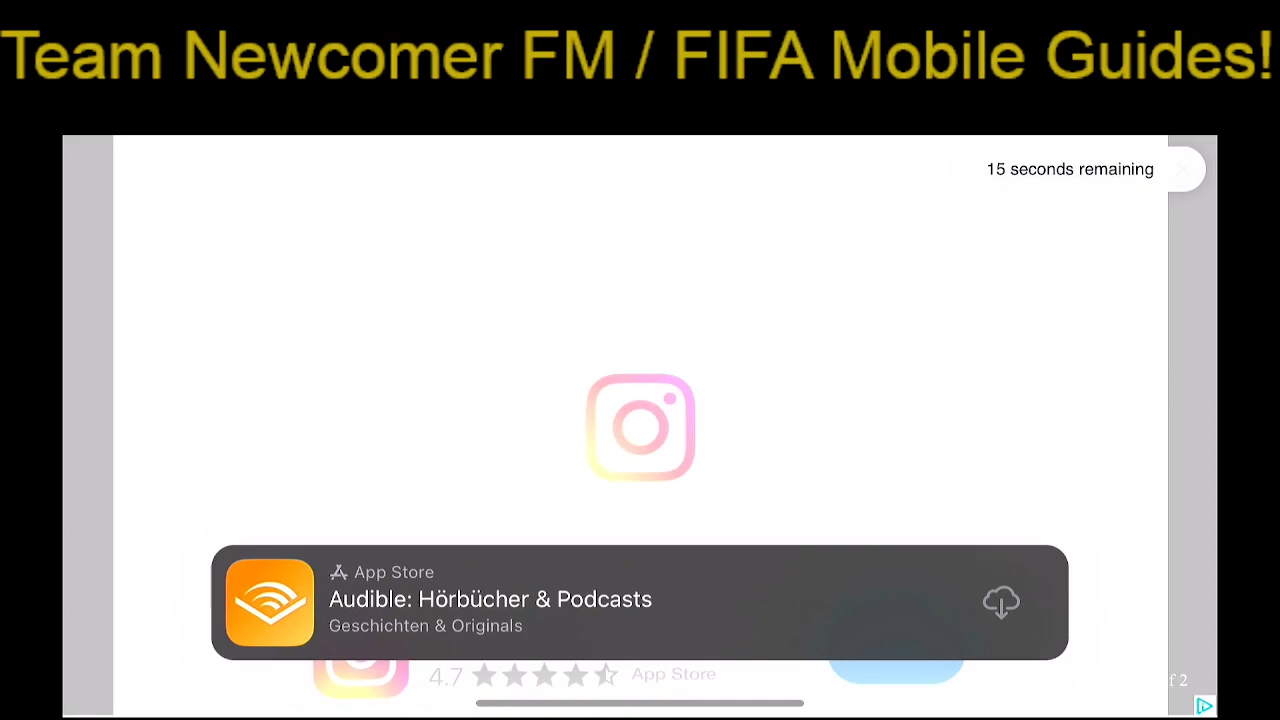 Team Newcomer FM / FIFA Mobile Guides!
15 seconds remaining
App Store
Audible: Hörbücher & Podcasts
Geschichten & Originals
4.7
App Store
f 2